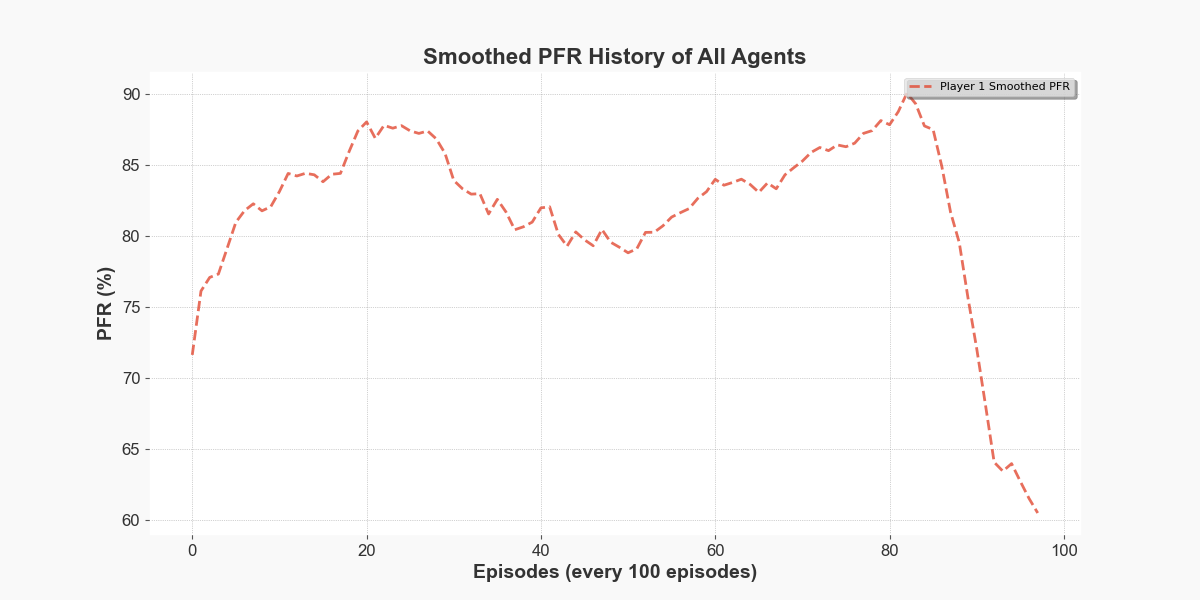 Smoothed PFR History of All Agents
Player 1 Smoothed PFR
PFR (%)
90
85
80
75
70
65
60
0 20 40 60 80 100
Episodes (every 100 episodes)